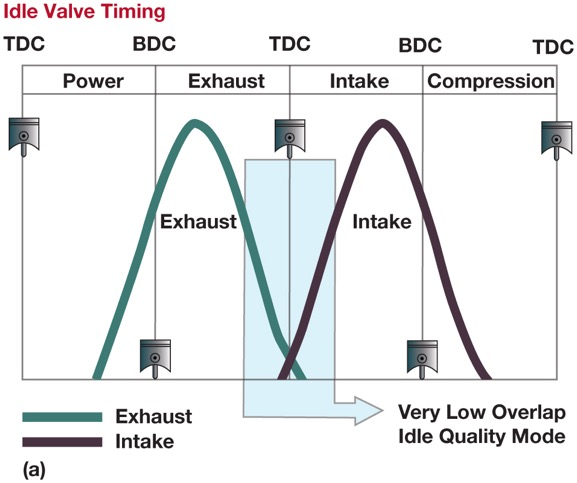 Idle Valve Timing
TDC BDC TDC BDC TDC
Power Exhaust Intake Compression
Exhaust Intake
Exhaust
Intake
Very Low Overlap
Idle Quality Mode
(a)